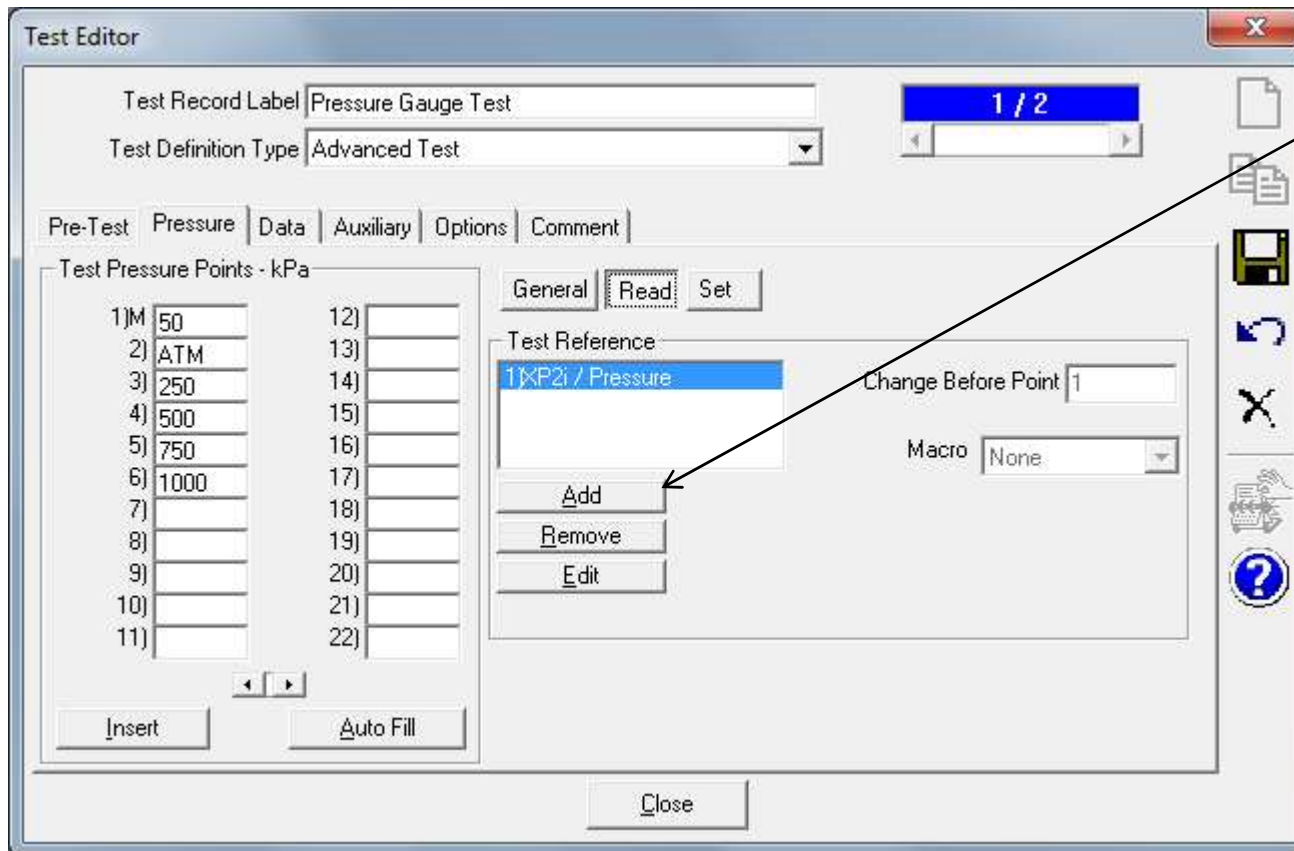 Test Editor
Test Record Label Pressure Gauge Test
1 / 2
Test Definition Type Advanced Test
Pre-Test Pressure Data Auxiliary Options Comment
Test Pressure Points - kPa
1)M 50
2) ATM
3) 250
4) 500
5) 750
6) 1000
7)
8)
9)
10)
11)
12)
13)
14)
15)
16)
17)
18)
19)
20)
21)
22)
Insert
Auto Fill
General Read Set
Test Reference
1)XP2i / Pressure
Change Before Point 1
Macro None
Add
Remove
Edit
Close